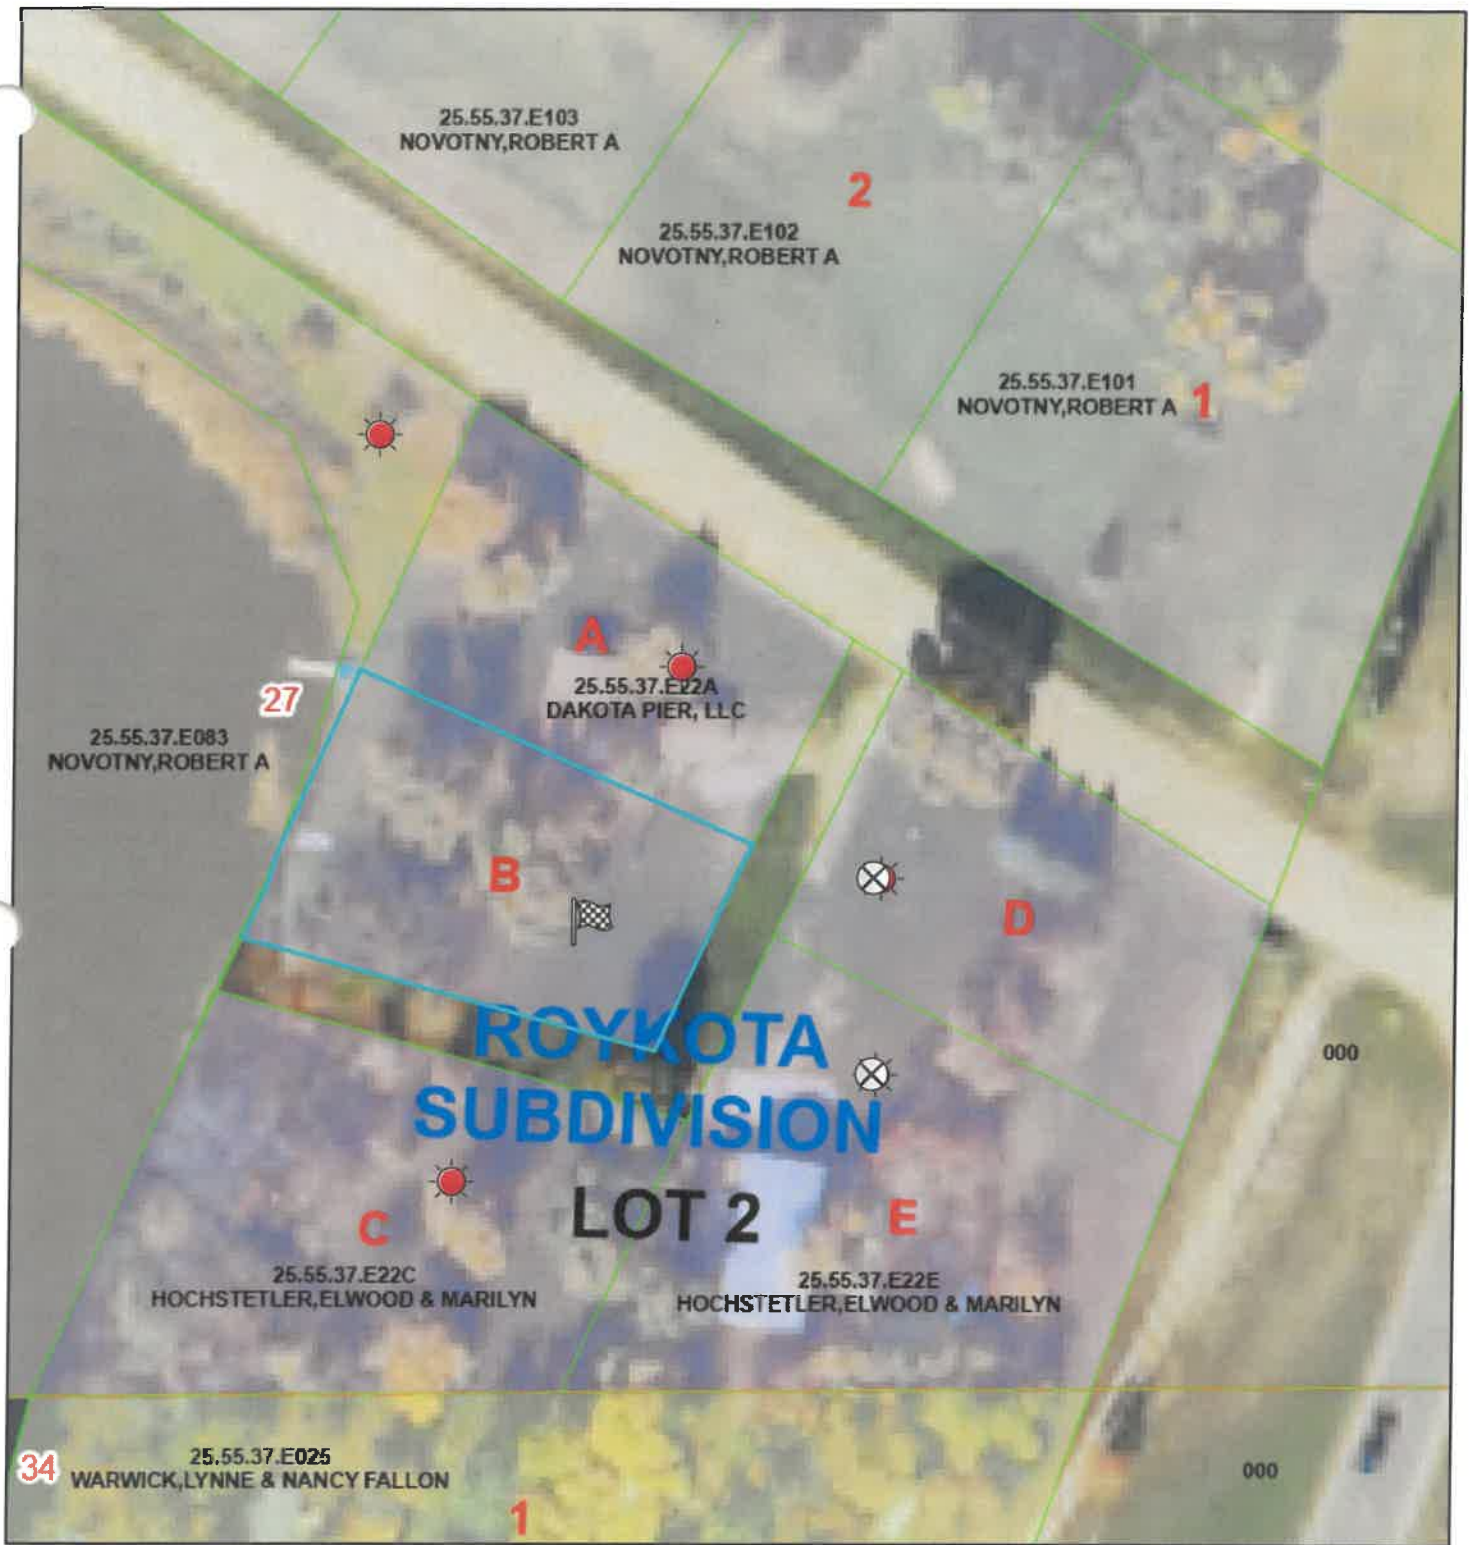 25.55.37.E103
NOVOTNY,ROBERT A
2
25.55.37.E102
NOVOTNY,ROBERT A
25.55.37.E101
NOVOTNY,ROBERT A
1
A
25.55.37.E22A
DAKOTA PIER, LLC
27
25.55.37.E083
NOVOTNY,ROBERT A
B
D
ROYKOTA
SUBDIVISION
000
LOT 2
C
E
25.55.37.E22C
HOCHSTETLER,ELWOOD & MARILYN
25.55.37.E22E
HOCHSTETLER,ELWOOD & MARILYN
34
25.55.37.E025
WARWICK,LYNNE & NANCY FALLON
000
1